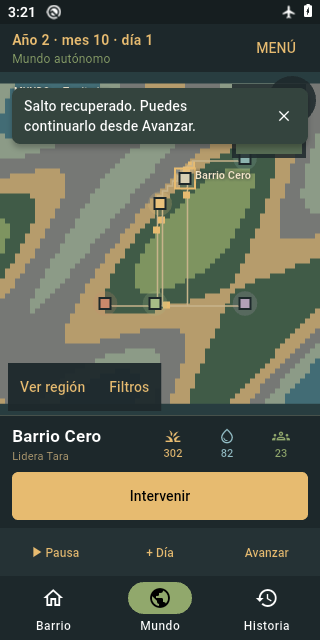 3:21
Año 2 · mes 10 · día 1
Mundo autónomo
MENÚ
Salto recuperado. Puedes
continuarlo desde Avanzar.
Barrio Cero
Ver región
Filtros
Barrio Cero
Lidera Tara
302
82
23
Intervenir
Pausa
+ Día
Avanzar
Barrio
Mundo
Historia